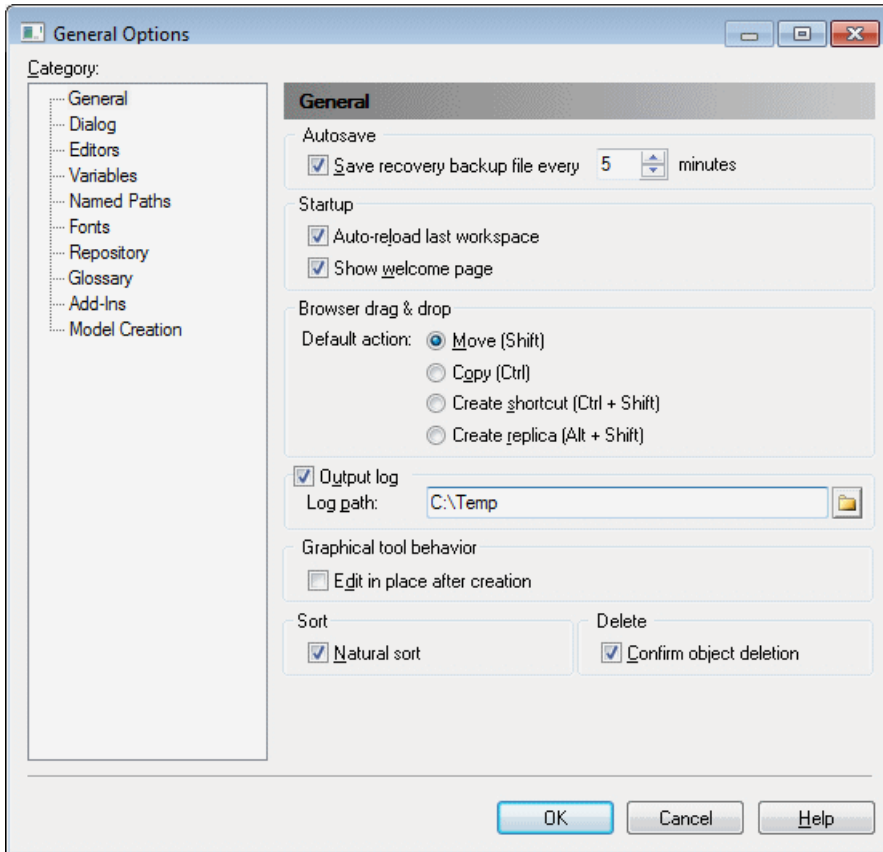 General Options
Category:
General
Dialog
Editors
Variables
Named Paths
Fonts
Repository
Glossary
Add-Ins
Model Creation
General
Autosave
Save recovery backup file every 5 minutes
Startup
Auto-reload last workspace
Show welcome page
Browser drag & drop
Default action: Move (Shift)
Copy (Ctrl)
Create shortcut (Ctrl + Shift)
Create replica (Alt + Shift)
Output log
Log path: C:\Temp
Graphical tool behavior
Edit in place after creation
Sort
Natural sort
Delete
Confirm object deletion
OK Cancel Help